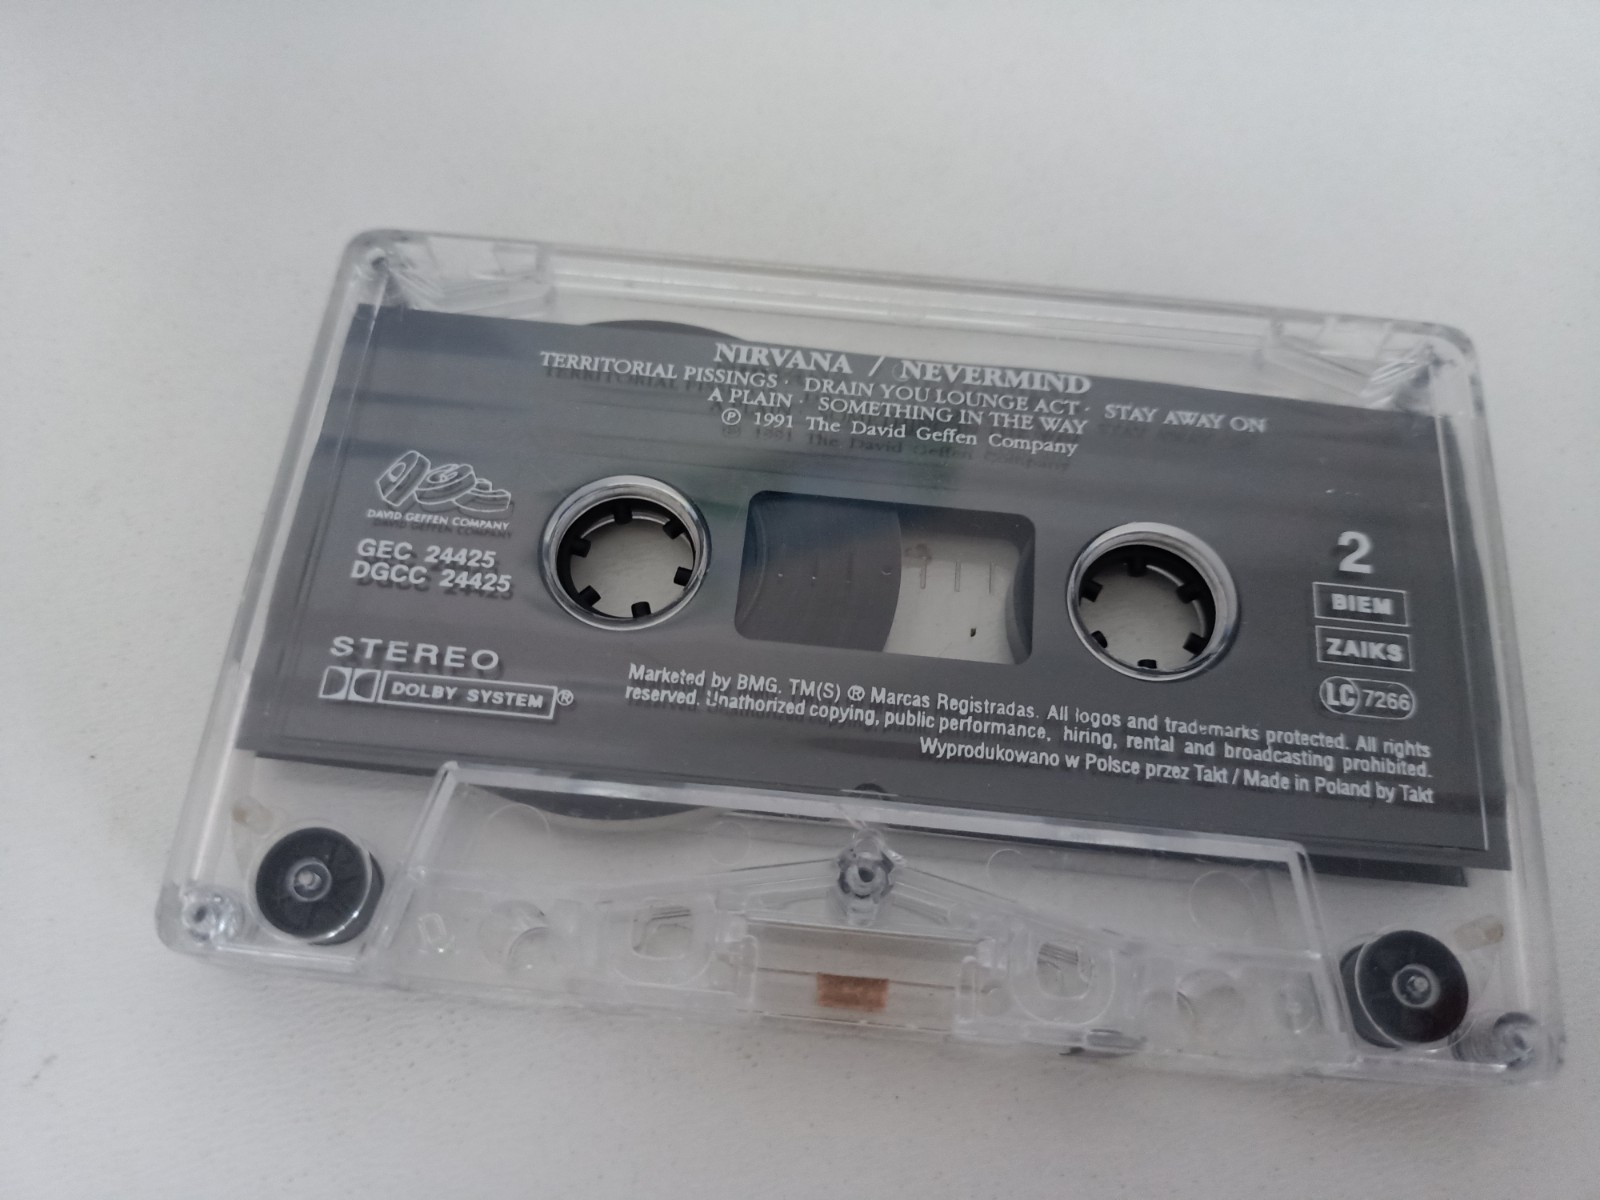 NIRVANA / NEVERMIND
TERRITORIAL PISSINGS · DRAIN YOU LOUNGE ACT · STAY AWAY ON
A PLAIN · SOMETHING IN THE WAY
℗ 1991 The David Geffen Company
DGC
DAVID GEFFEN COMPANY
GEC 24425
DGCC 24425
STEREO
DOLBY SYSTEM ®
2
BIEM
ZAIKS
LC 7266
Marketed by BMG. TM(S) ® Marcas Registradas. All logos and trademarks protected. All rights
reserved. Unathorized copying, public performance, hiring, rental and broadcasting prohibited.
Wyprodukowano w Polsce przez Takt / Made in Poland by Takt